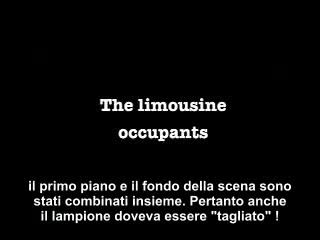 The limousine
occupants
il primo piano e il fondo della scena sono
stati combinati insieme. Pertanto anche
il lampione doveva essere "tagliato" !